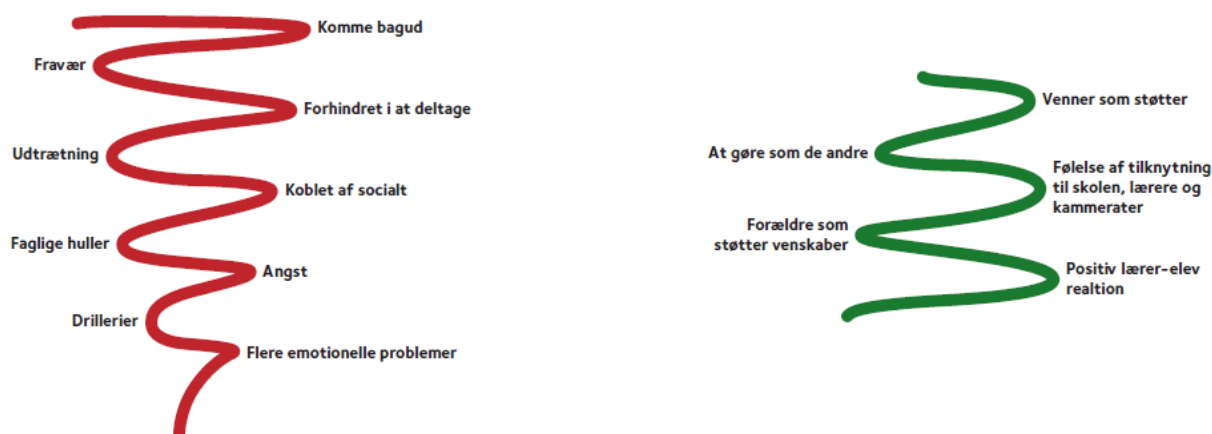 Komme bagud
Fravær
Forhindret i at deltage
Udtrætning
Koblet af socialt
Faglige huller
Angst
Drillerier
Flere emotionelle problemer
Venner som støtter
At gøre som de andre
Følelse af tilknytning
til skolen, lærere og
kammerater
Forældre som
støtter venskaber
Positiv lærer-elev
realtion